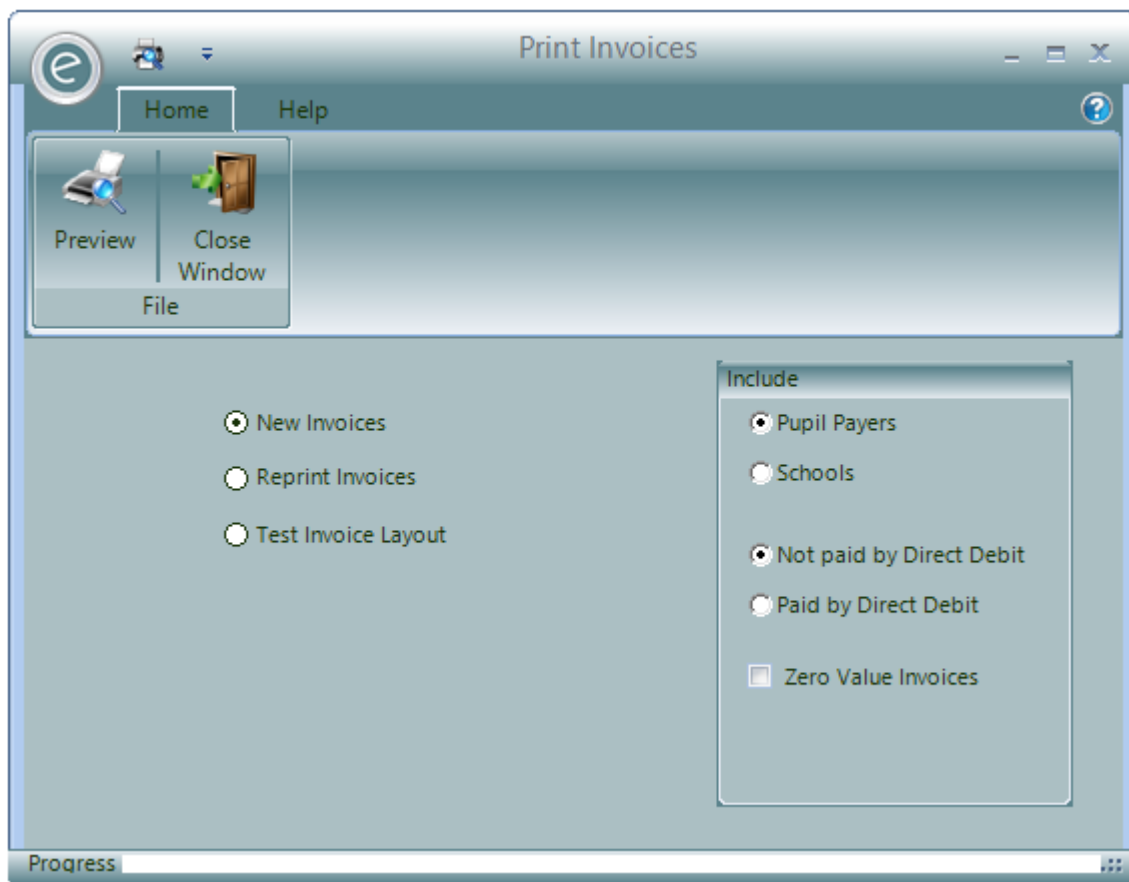 e
Print Invoices
Home Help
Preview Close Window
File
New Invoices
Reprint Invoices
Test Invoice Layout
Include
Pupil Payers
Schools
Not paid by Direct Debit
Paid by Direct Debit
Zero Value Invoices
Progress